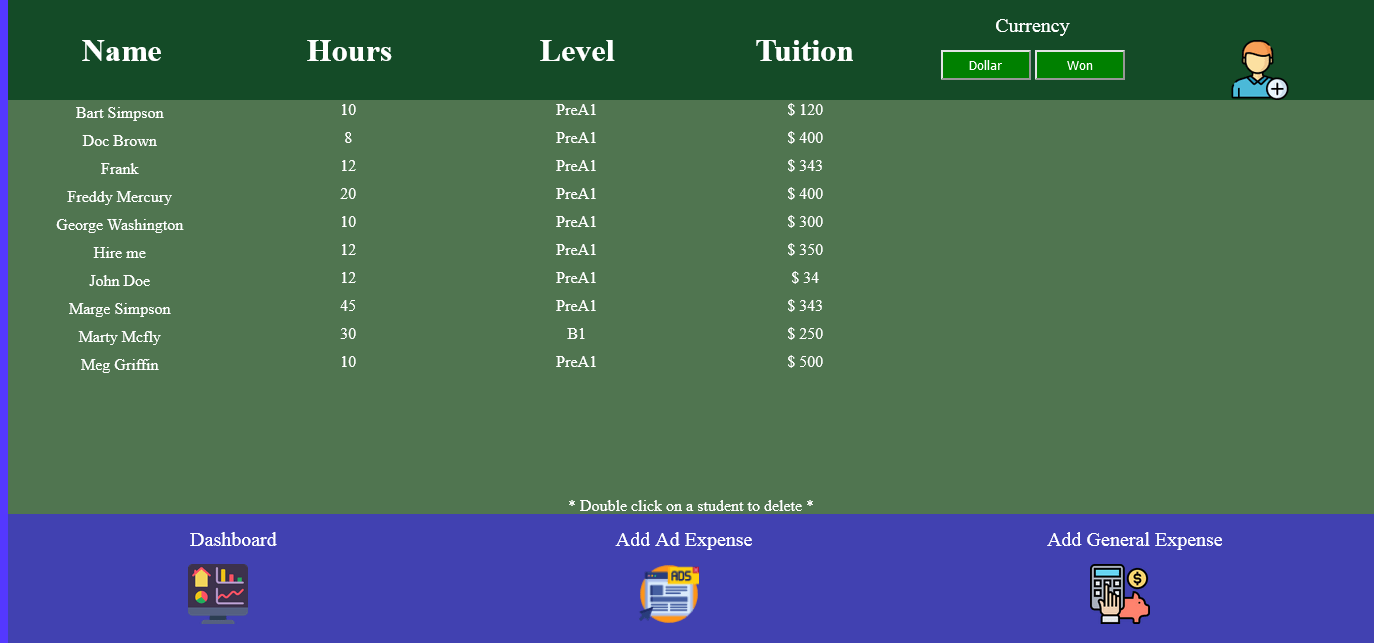 Currency
Name Hours Level Tuition
Dollar Won
Bart Simpson 10 PreA1 $ 120
Doc Brown 8 PreA1 $ 400
Frank 12 PreA1 $ 343
Freddy Mercury 20 PreA1 $ 400
George Washington 10 PreA1 $ 300
Hire me 12 PreA1 $ 350
John Doe 12 PreA1 $ 34
Marge Simpson 45 PreA1 $ 343
Marty Mcfly 30 B1 $ 250
Meg Griffin 10 PreA1 $ 500
* Double click on a student to delete *
Dashboard Add Ad Expense Add General Expense
ADS
$